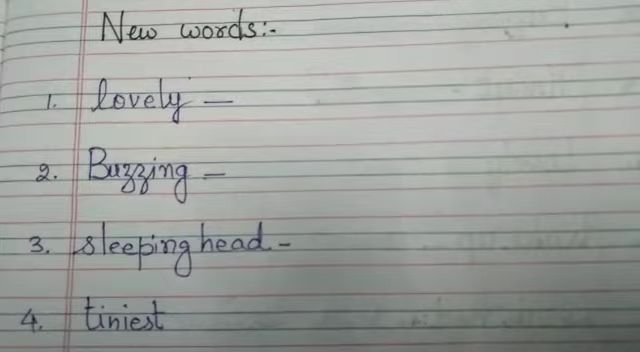 New words:-
1. lovely —
2. Buzzing —
3. sleeping head -
4. tiniest